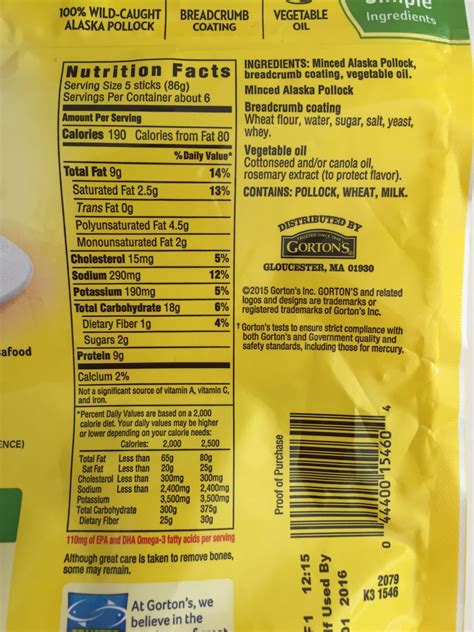 100% WILD-CAUGHT
ALASKA POLLOCK
BREADCRUMB
COATING
VEGETABLE
OIL
Simple
Ingredients
Nutrition Facts
Serving Size 5 sticks (86g)
Servings Per Container about 6
Amount Per Serving
Calories 190 Calories from Fat 80
% Daily Value*
Total Fat 9g 14%
Saturated Fat 2.5g 13%
Trans Fat 0g
Polyunsaturated Fat 4.5g
Monounsaturated Fat 2g
Cholesterol 15mg 5%
Sodium 290mg 12%
Potassium 190mg 5%
Total Carbohydrate 18g 6%
Dietary Fiber 1g 4%
Sugars 2g
Protein 9g
Calcium 2%
Not a significant source of vitamin A, vitamin C,
and iron.
*Percent Daily Values are based on a 2,000
calorie diet. Your daily values may be higher
or lower depending on your calorie needs:
Calories: 2,000 2,500
Total Fat Less than 65g 80g
Sat Fat Less than 20g 25g
Cholesterol Less than 300mg 300mg
Sodium Less than 2,400mg 2,400mg
Potassium 3,500mg 3,500mg
Total Carbohydrate 300g 375g
Dietary Fiber 25g 30g
110mg of EPA and DHA Omega-3 fatty acids per serving
Although great care is taken to remove bones,
some may remain.
At Gorton's, we
believe in the
INGREDIENTS: Minced Alaska Pollock,
breadcrumb coating, vegetable oil.
Minced Alaska Pollock
Breadcrumb coating
Wheat flour, water, sugar, salt, yeast,
whey.
Vegetable oil
Cottonseed and/or canola oil,
rosemary extract (to protect flavor).
CONTAINS: POLLOCK, WHEAT, MILK.
DISTRIBUTED BY
TRUSTED SINCE 1849
GORTON'S
GLOUCESTER, MA 01930
©2015 Gorton's Inc. GORTON'S and related
logos and designs are trademarks or
registered trademarks of Gorton's Inc.
† Gorton's tests to ensure strict compliance with
both Gorton's and Government quality and
safety standards, including those for mercury.
Proof of Purchase
0 44400 15460 4
F1 12:15
If Used By
01 2016
2079
K3 1546
afood
ENCE)